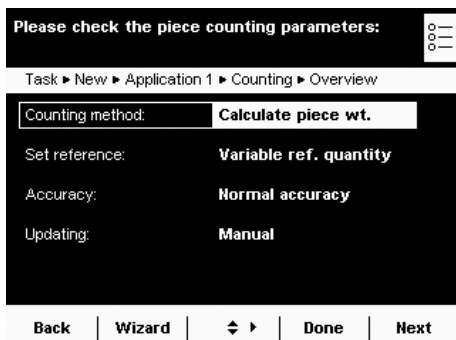 Please check the piece counting parameters:
Task ▸ New ▸ Application 1 ▸ Counting ▸ Overview
Counting method: Calculate piece wt.
Set reference: Variable ref. quantity
Accuracy: Normal accuracy
Updating: Manual
Back Wizard Done Next